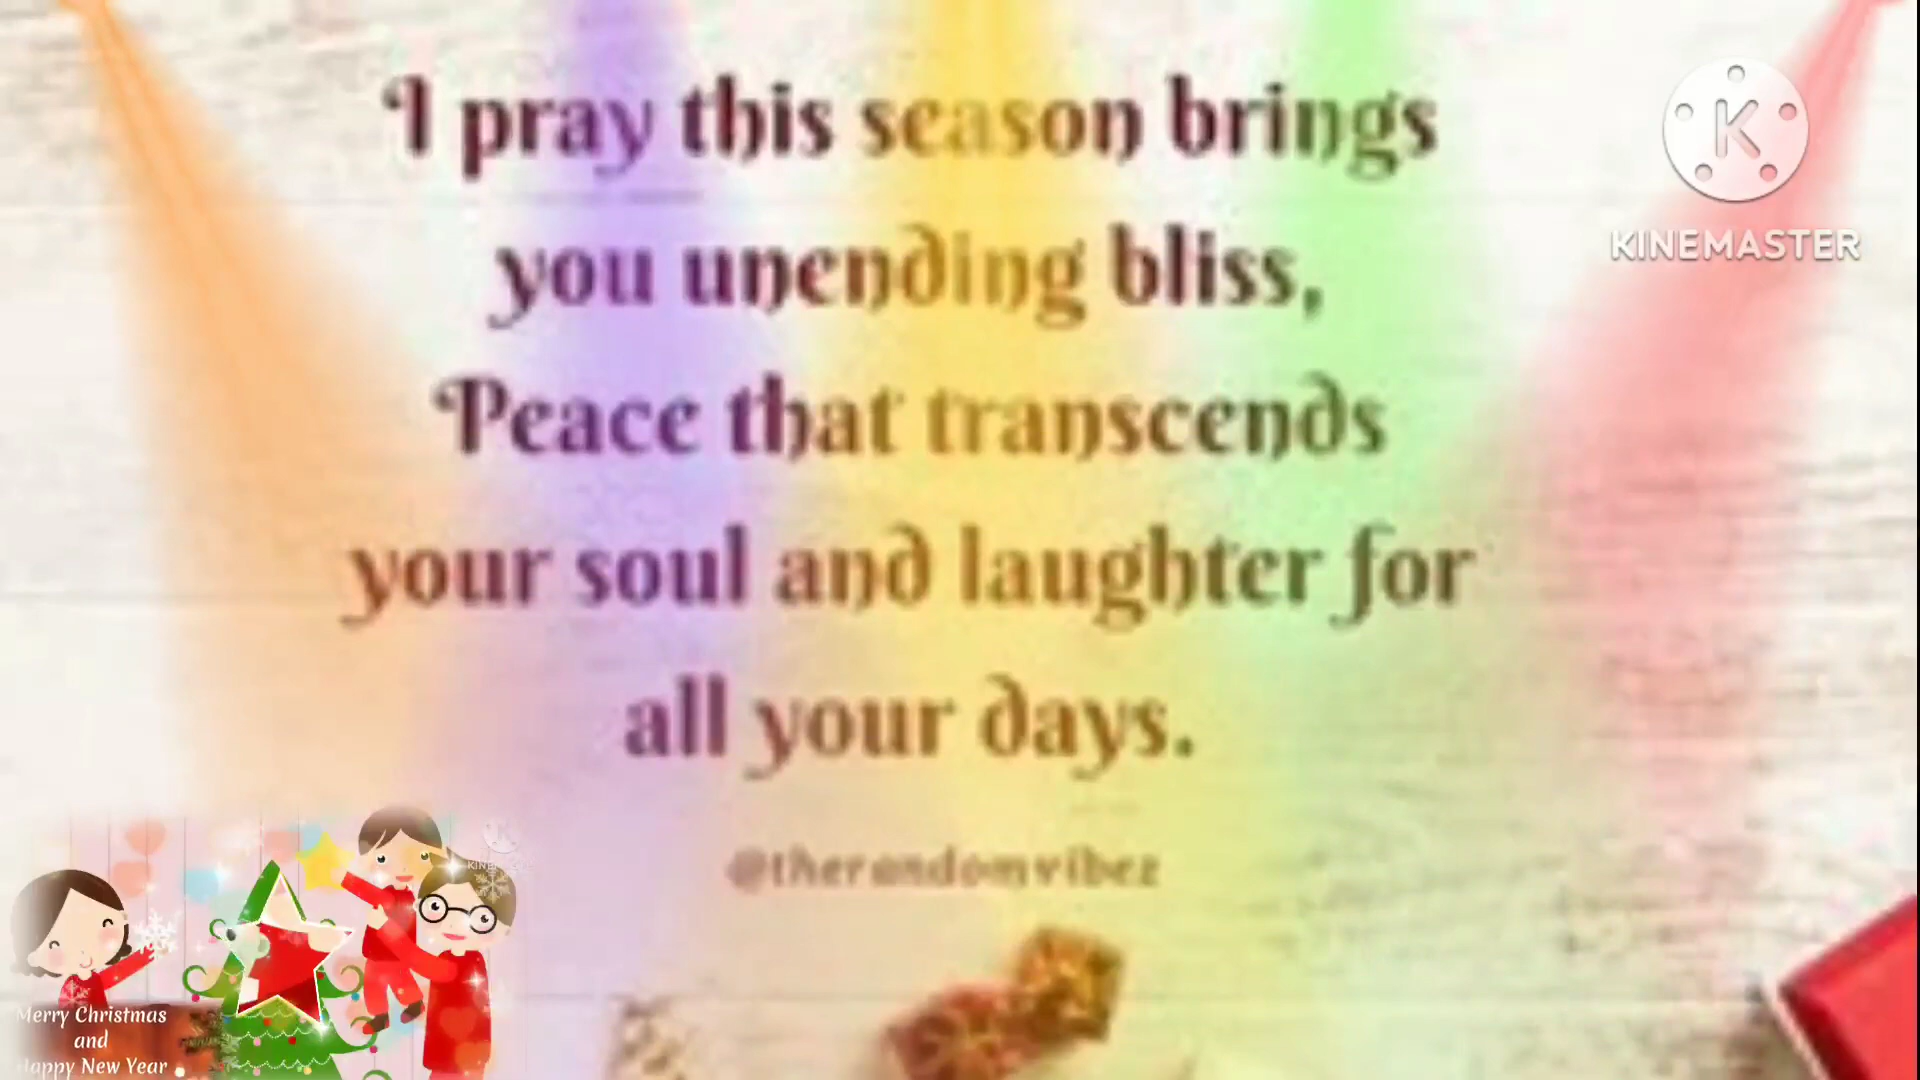 I pray this season brings
you unending bliss,
Peace that transcends
your soul and laughter for
all your days.
@therandomvibez
K
KINEMASTER
Merry Christmas
and
Happy New Year